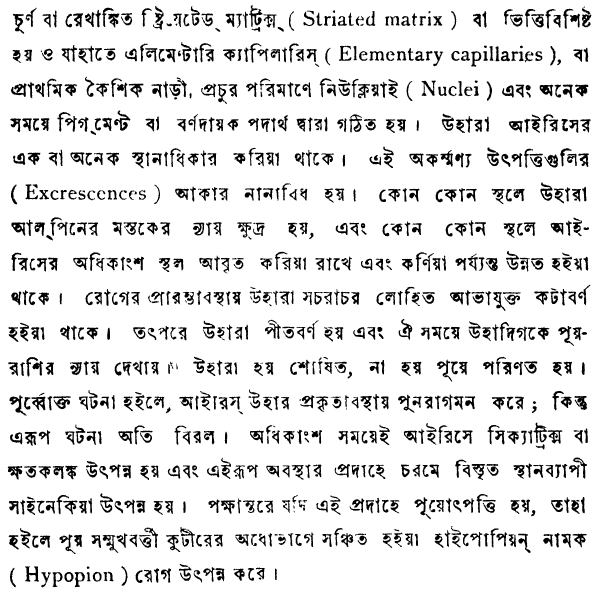 চূর্ণ বা রেখাঙ্কিত ষ্ট্রিয়েটেড্ ম্যাট্রিক্স্ ( Striated matrix ) বা ভিত্তিবিশিষ্ট
হয় ও যাহাতে এলিমেণ্টারি ক্যাপিলারিস্ ( Elementary capillaries ), বা
প্রাথমিক কৈশিক নাড়ী, প্রচুর পরিমাণে নিউক্লিয়াই ( Nuclei ) এবং অনেক
সময়ে পিগ্‌মেণ্ট বা বর্ণদায়ক পদার্থ দ্বারা গঠিত হয়। উহারা আইরিসের
এক বা অনেক স্থানাধিকার করিয়া থাকে। এই অকর্ম্মণ্য উৎপত্তিগুলির
( Excrescences ) আকার নানাবিধ হয়। কোন কোন স্থলে উহারা
আল্‌পিনের মস্তকের ন্যায় ক্ষুদ্র হয়, এবং কোন কোন স্থলে আই-
রিসের অধিকাংশ স্থল আবৃত করিয়া রাখে এবং কর্ণিয়া পর্য্যন্ত উন্নত হইয়া
থাকে। রোগের প্রারম্ভাবস্থায় উহারা সচরাচর লোহিত আভাযুক্ত কটাবর্ণ
হইয়া থাকে। তৎপরে উহারা পীতবর্ণ হয় এবং ঐ সময়ে উহাদিগকে পূয-
রাশির ন্যায় দেখায়। উহারা হয় শোষিত, না হয় পূযে পরিণত হয়।
পূর্ব্বোক্ত ঘটনা হইলে, আইরিস্ উহার প্রকৃতাবস্থায় পুনরাগমন করে ; কিন্তু
এরূপ ঘটনা অতি বিরল। অধিকাংশ সময়েই আইরিসে সিক্যাট্রিক্স বা
ক্ষতকলঙ্ক উৎপন্ন হয় এবং এইরূপ অবস্থার প্রদাহে চরমে বিস্তৃত স্থানব্যাপী
সাইনেকিয়া উৎপন্ন হয়। পক্ষান্তরে যদি এই প্রদাহে পূযোৎপত্তি হয়, তাহা
হইলে পূয সম্মুখবর্ত্তী কুটীরের অধোভাগে সঞ্চিত হইয়া হাইপোপিয়ন্ নামক
( Hypopion ) রোগ উৎপন্ন করে।